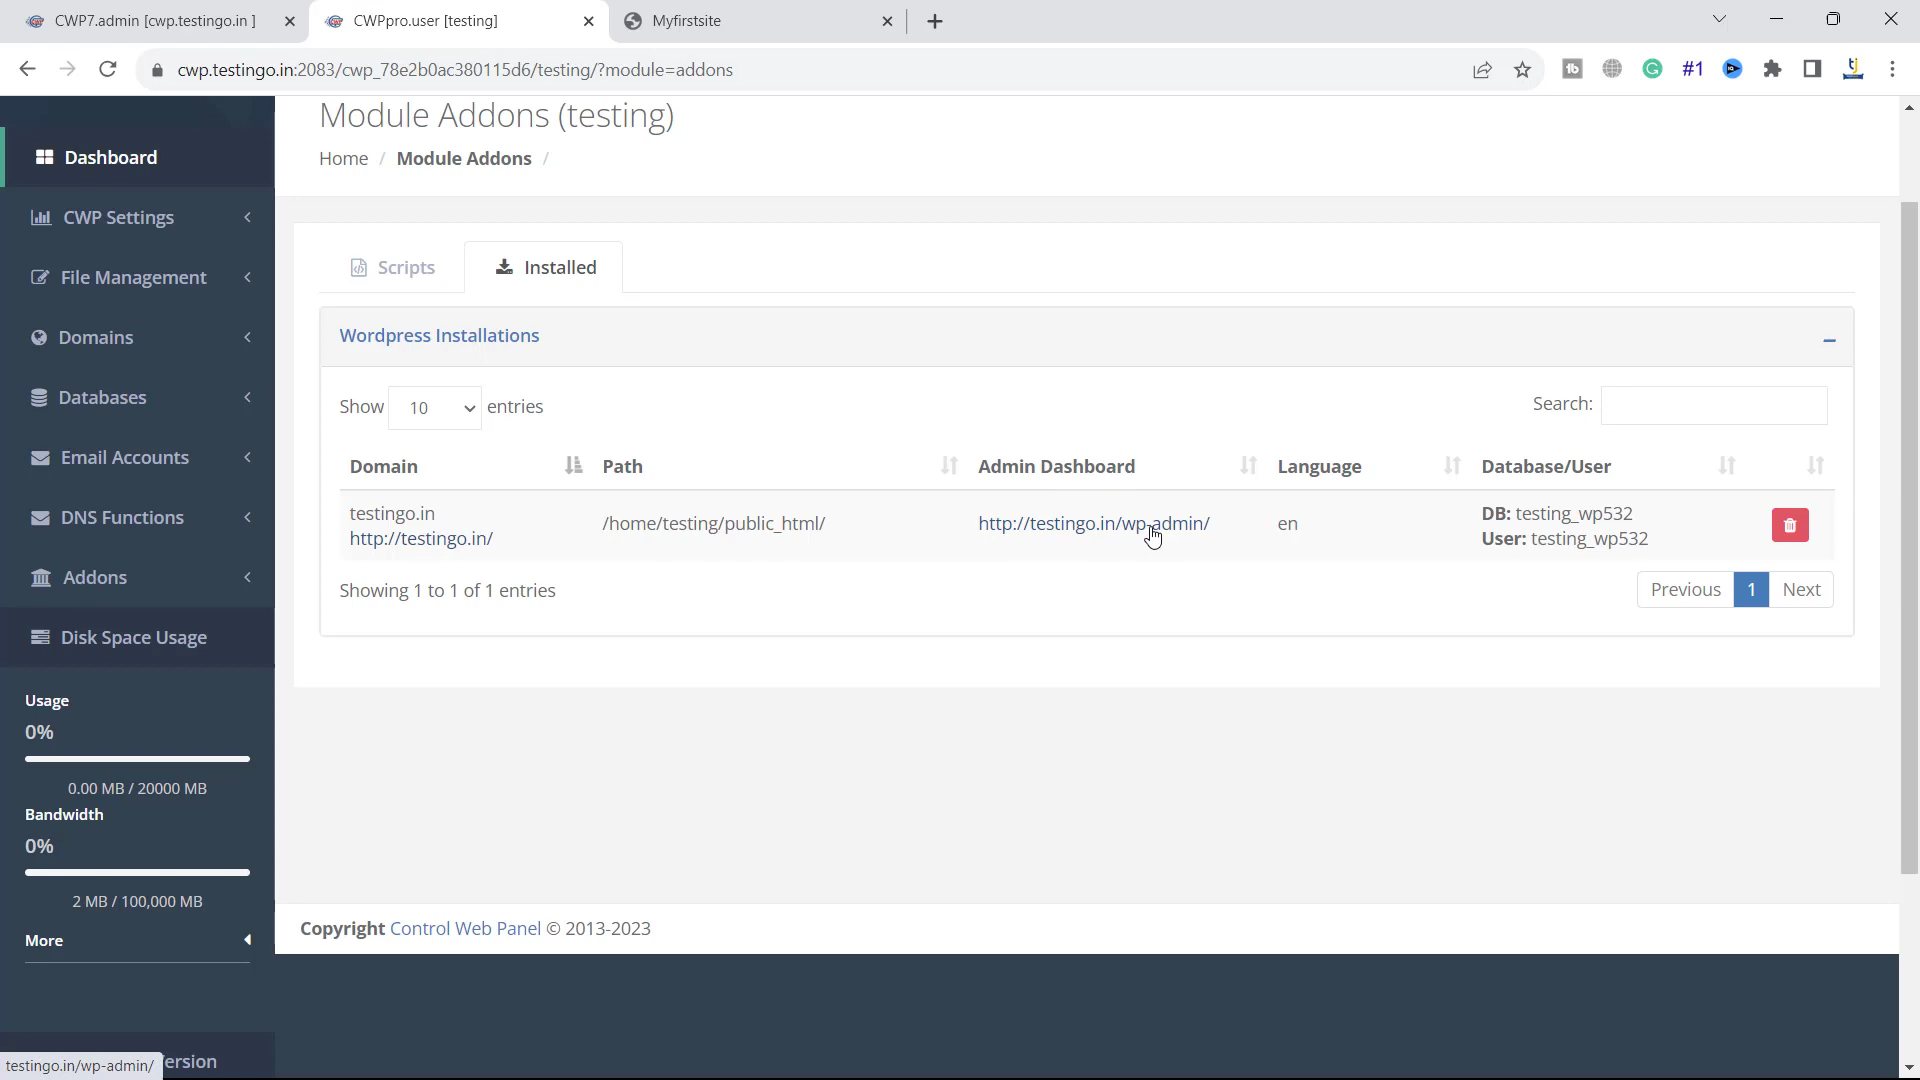 CWP7.admin [cwp.testingo.in ]
CWPpro.user [testing]
Myfirstsite
cwp.testingo.in:2083/cwp_78e2b0ac380115d6/testing/?module=addons
#1
Module Addons (testing)
Home / Module Addons /
Dashboard
CWP Settings
File Management
Domains
Databases
Email Accounts
DNS Functions
Addons
Disk Space Usage
Usage
0%
0.00 MB / 20000 MB
Bandwidth
0%
2 MB / 100,000 MB
More
ersion
testingo.in/wp-admin/
Scripts
Installed
Wordpress Installations
Show 10 entries
Search:
Domain Path Admin Dashboard Language Database/User
testingo.in
http://testingo.in/
/home/testing/public_html/
http://testingo.in/wp-admin/
en
DB: testing_wp532
User: testing_wp532
Showing 1 to 1 of 1 entries
Previous 1 Next
Copyright Control Web Panel © 2013-2023